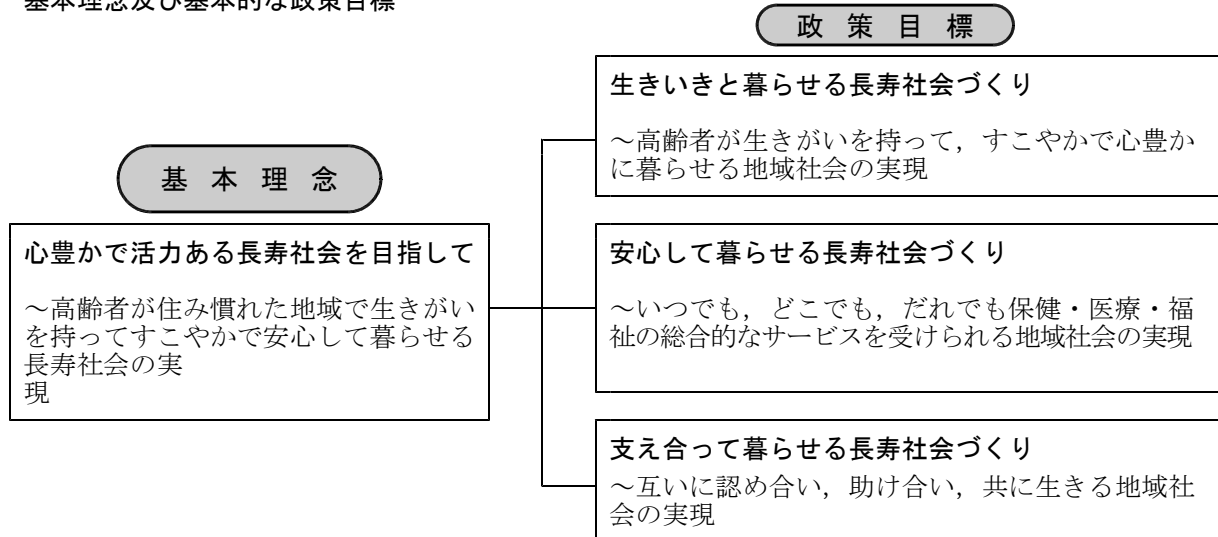 基本理念及び基本的な政策目標
政策目標
生きいきと暮らせる長寿社会づくり
～高齢者が生きがいを持って，すこやかで心豊か
に暮らせる地域社会の実現
基本理念
心豊かで活力ある長寿社会を目指して
～高齢者が住み慣れた地域で生きがい
を持ってすこやかで安心して暮らせる
長寿社会の実
現
安心して暮らせる長寿社会づくり
～いつでも，どこでも，だれでも保健・医療・福
祉の総合的なサービスを受けられる地域社会の実現
支え合って暮らせる長寿社会づくり
～互いに認め合い，助け合い，共に生きる地域社
会の実現